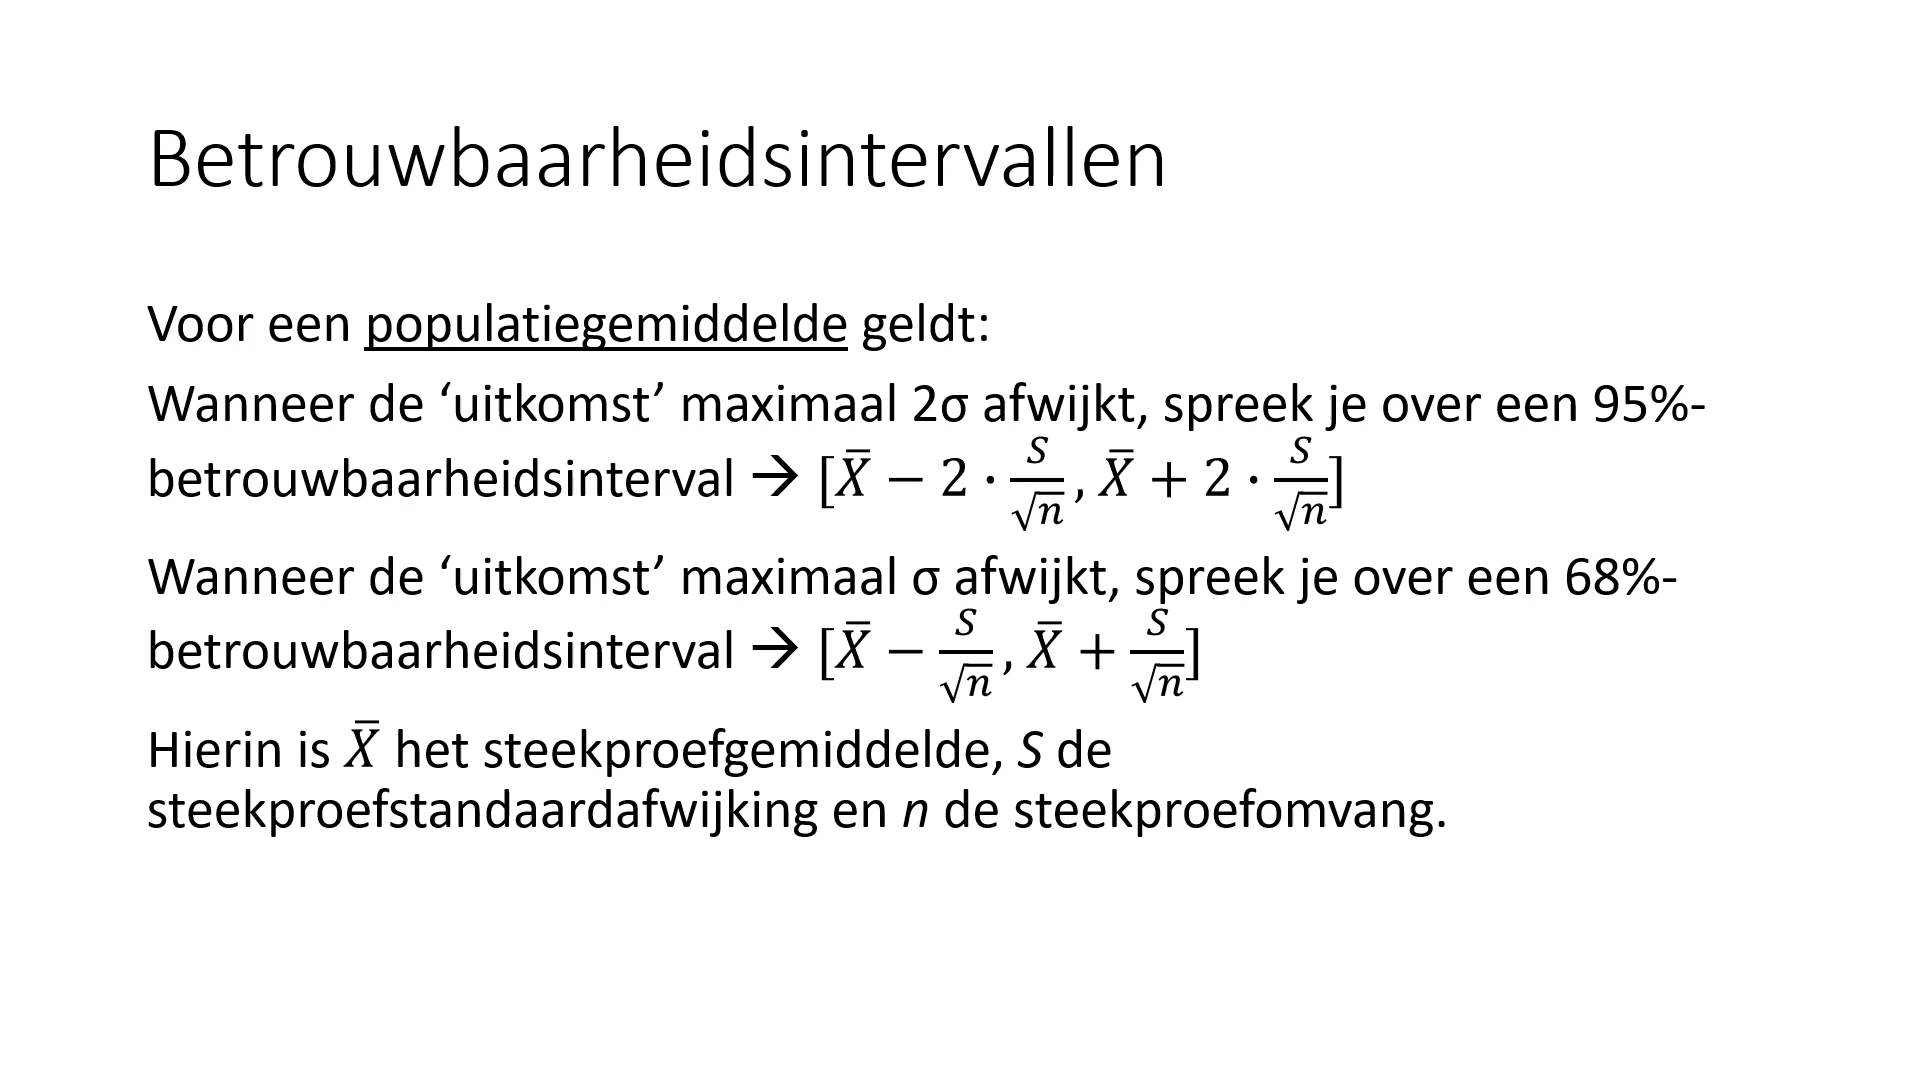 Betrouwbaarheidsintervallen
Voor een populatiegemiddelde geldt:
Wanneer de ‘uitkomst’ maximaal 2σ afwijkt, spreek je over een 95%-
betrouwbaarheidsinterval → [X̄ − 2 · S/√n, X̄ + 2 · S/√n]
Wanneer de ‘uitkomst’ maximaal σ afwijkt, spreek je over een 68%-
betrouwbaarheidsinterval → [X̄ − S/√n, X̄ + S/√n]
Hierin is X̄ het steekproefgemiddelde, S de
steekproefstandaardafwijking en n de steekproefomvang.